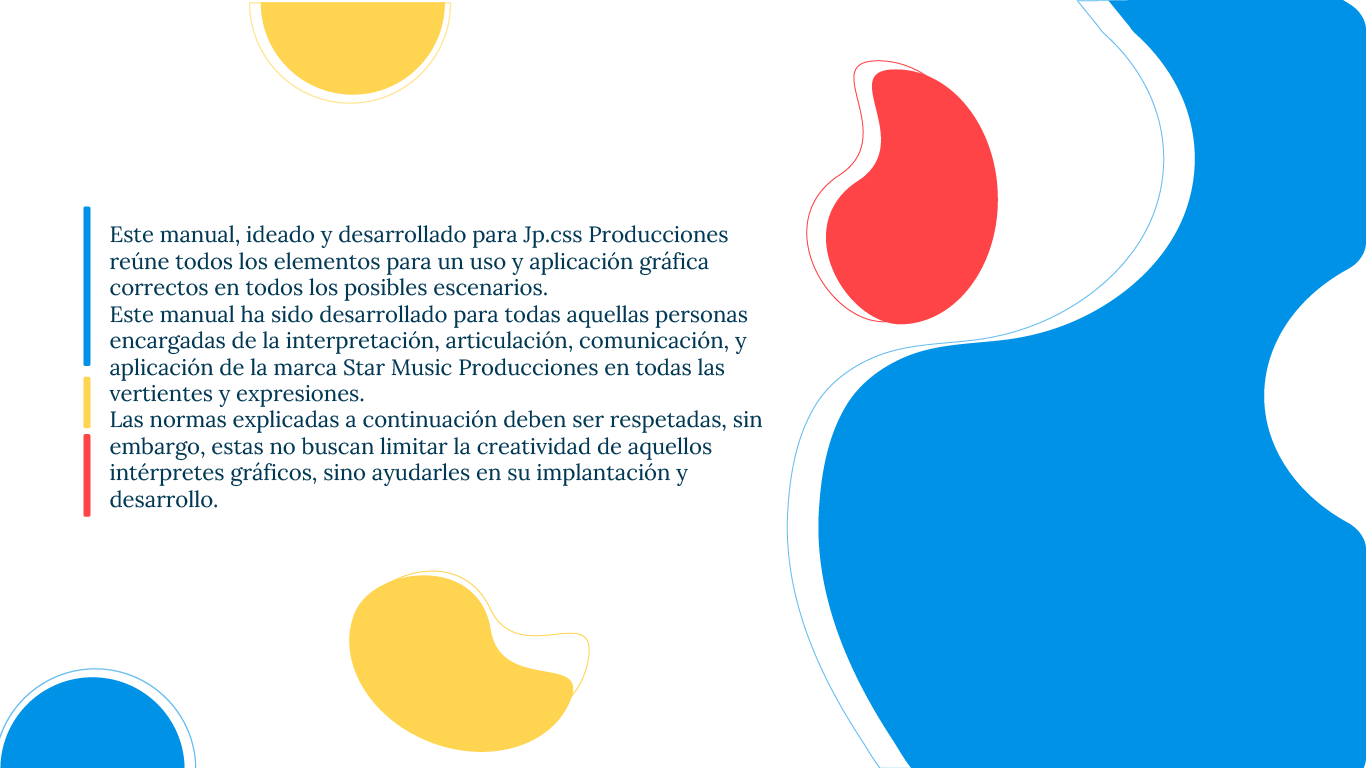 Este manual, ideado y desarrollado para Jp.css Producciones
reúne todos los elementos para un uso y aplicación gráfica
correctos en todos los posibles escenarios.
Este manual ha sido desarrollado para todas aquellas personas
encargadas de la interpretación, articulación, comunicación, y
aplicación de la marca Star Music Producciones en todas las
vertientes y expresiones.
Las normas explicadas a continuación deben ser respetadas, sin
embargo, estas no buscan limitar la creatividad de aquellos
intérpretes gráficos, sino ayudarles en su implantación y
desarrollo.